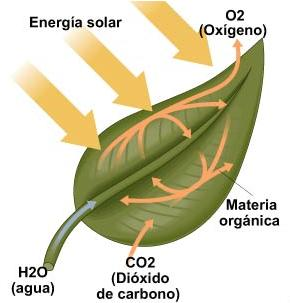 Energía solar
O2
(Oxígeno)
Materia
orgánica
CO2
(Dióxido
de carbono)
H2O
(agua)